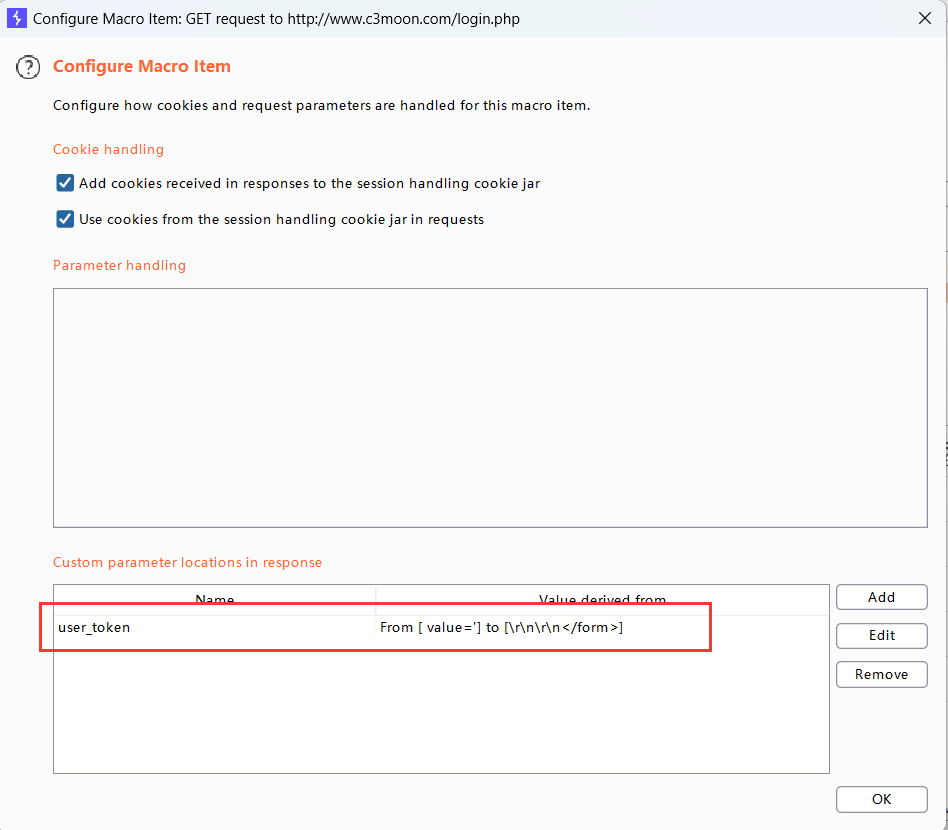 Configure Macro Item: GET request to http://www.c3moon.com/login.php
Configure Macro Item
Configure how cookies and request parameters are handled for this macro item.
Cookie handling
Add cookies received in responses to the session handling cookie jar
Use cookies from the session handling cookie jar in requests
Parameter handling
Custom parameter locations in response
Name Value derived from
user_token From [ value='] to [\r\n\r\n</form>]
Add
Edit
Remove
OK